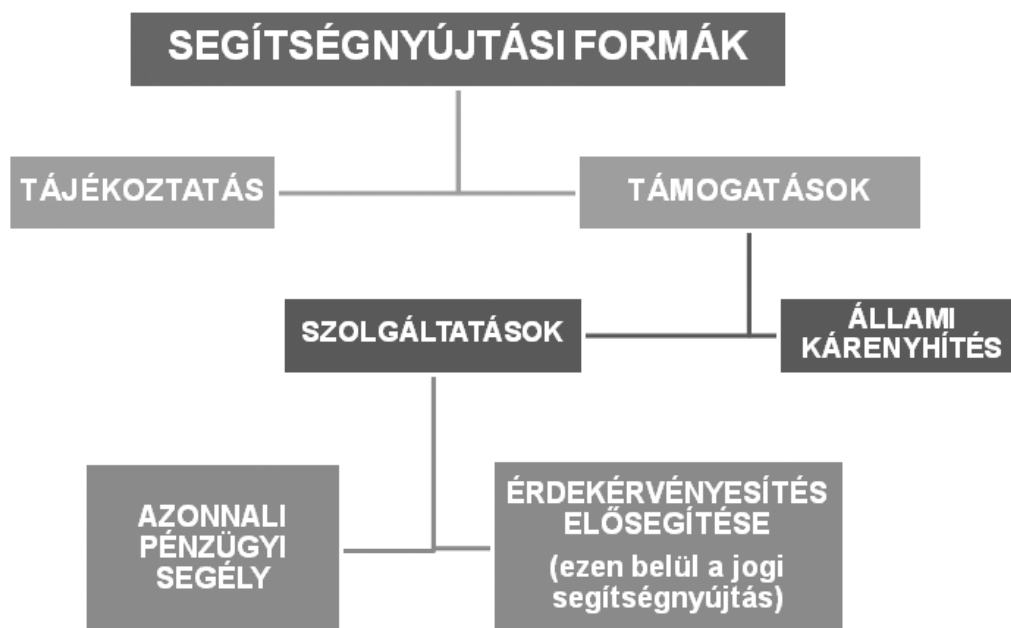 SEGÍTSÉGNYÚJTÁSI FORMÁK
TÁJÉKOZTATÁS
TÁMOGATÁSOK
SZOLGÁLTATÁSOK
ÁLLAMI
KÁRENYHÍTÉS
AZONNALI
PÉNZÜGYI
SEGÉLY
ÉRDEKÉRVÉNYESÍTÉS
ELŐSEGÍTÉSE
(ezen belül a jogi
segítségnyújtás)